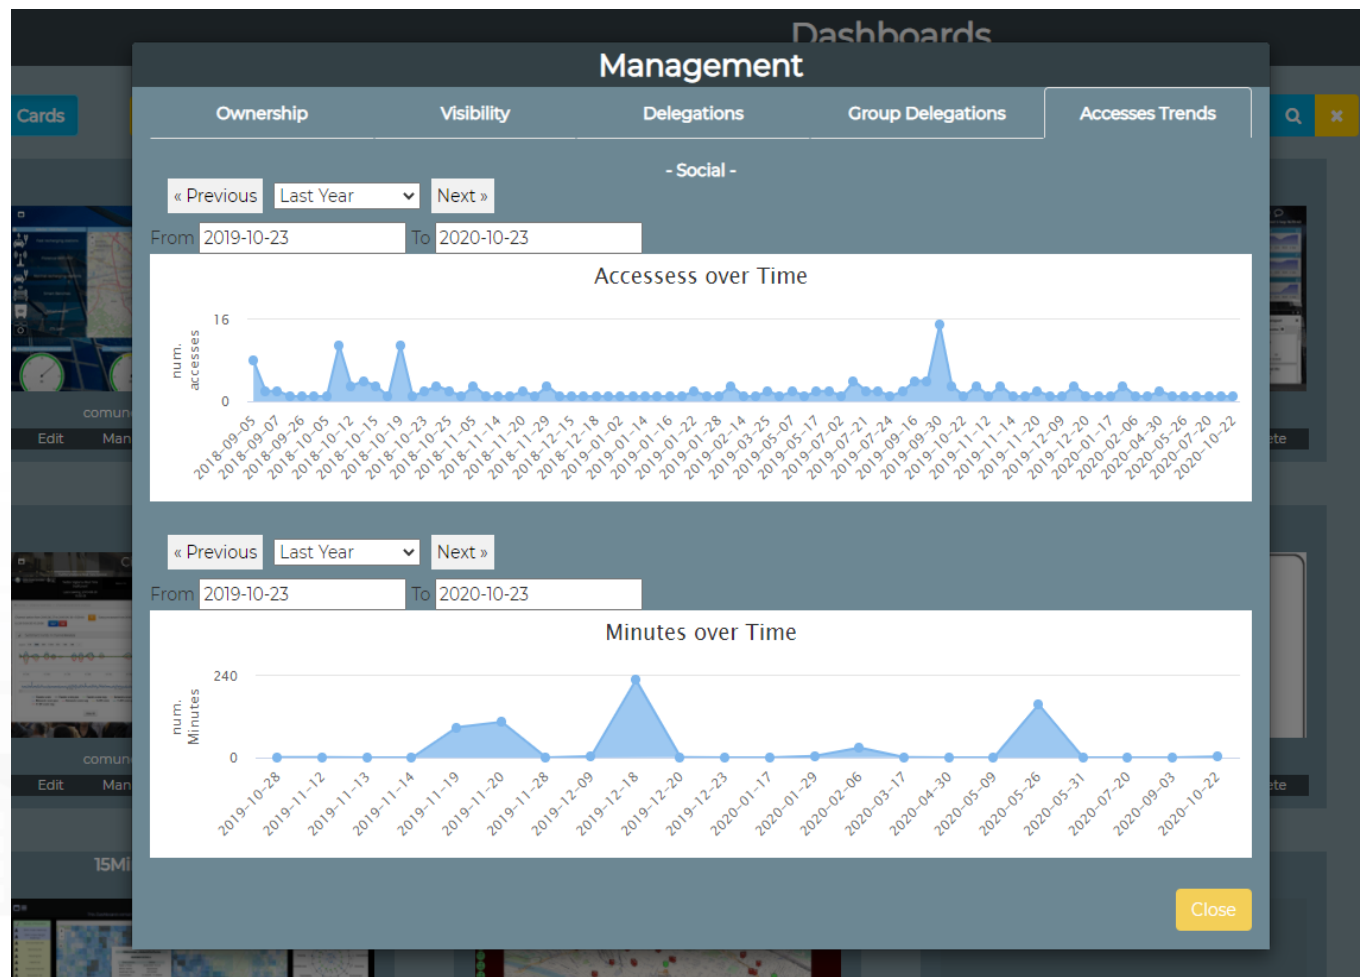 Dashboards
Management
Cards
Ownership Visibility Delegations Group Delegations Accesses Trends
- Social -
« Previous Last Year Next »
From 2019-10-23 To 2020-10-23
Accessess over Time
num. accesses
16
0
2018-09-05 2018-09-07 2018-09-26 2018-10-05 2018-10-12 2018-10-15 2018-10-19 2018-10-23 2018-10-25 2018-11-05 2018-11-14 2018-11-20 2018-11-29 2018-12-15 2018-12-18 2019-01-02 2019-01-14 2019-01-16 2019-01-22 2019-01-28 2019-02-14 2019-03-25 2019-05-07 2019-05-17 2019-07-02 2019-07-21 2019-07-24 2019-09-16 2019-09-30 2019-10-22 2019-11-12 2019-11-14 2019-11-20 2019-12-09 2019-12-20 2020-01-17 2020-02-06 2020-04-30 2020-05-26 2020-07-20 2020-10-22
comun
Edit Man
ete
« Previous Last Year Next »
From 2019-10-23 To 2020-10-23
Minutes over Time
num. Minutes
240
0
2019-10-28 2019-11-12 2019-11-13 2019-11-14 2019-11-19 2019-11-20 2019-11-28 2019-12-09 2019-12-18 2019-12-20 2019-12-23 2020-01-17 2020-01-29 2020-02-06 2020-03-17 2020-04-30 2020-05-09 2020-05-26 2020-05-31 2020-07-20 2020-09-03 2020-10-22
comun
Edit Man
ete
15Mi
Close